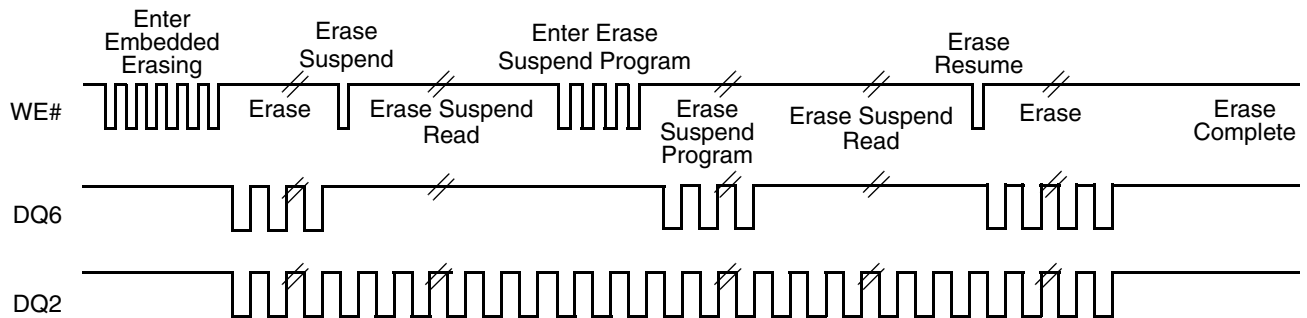 Enter
Embedded
Erasing
Erase
Suspend
Enter Erase
Suspend Program
Erase
Resume
WE#
Erase
Erase Suspend
Read
Erase
Suspend
Program
Erase Suspend
Read
Erase
Erase
Complete
DQ6
DQ2